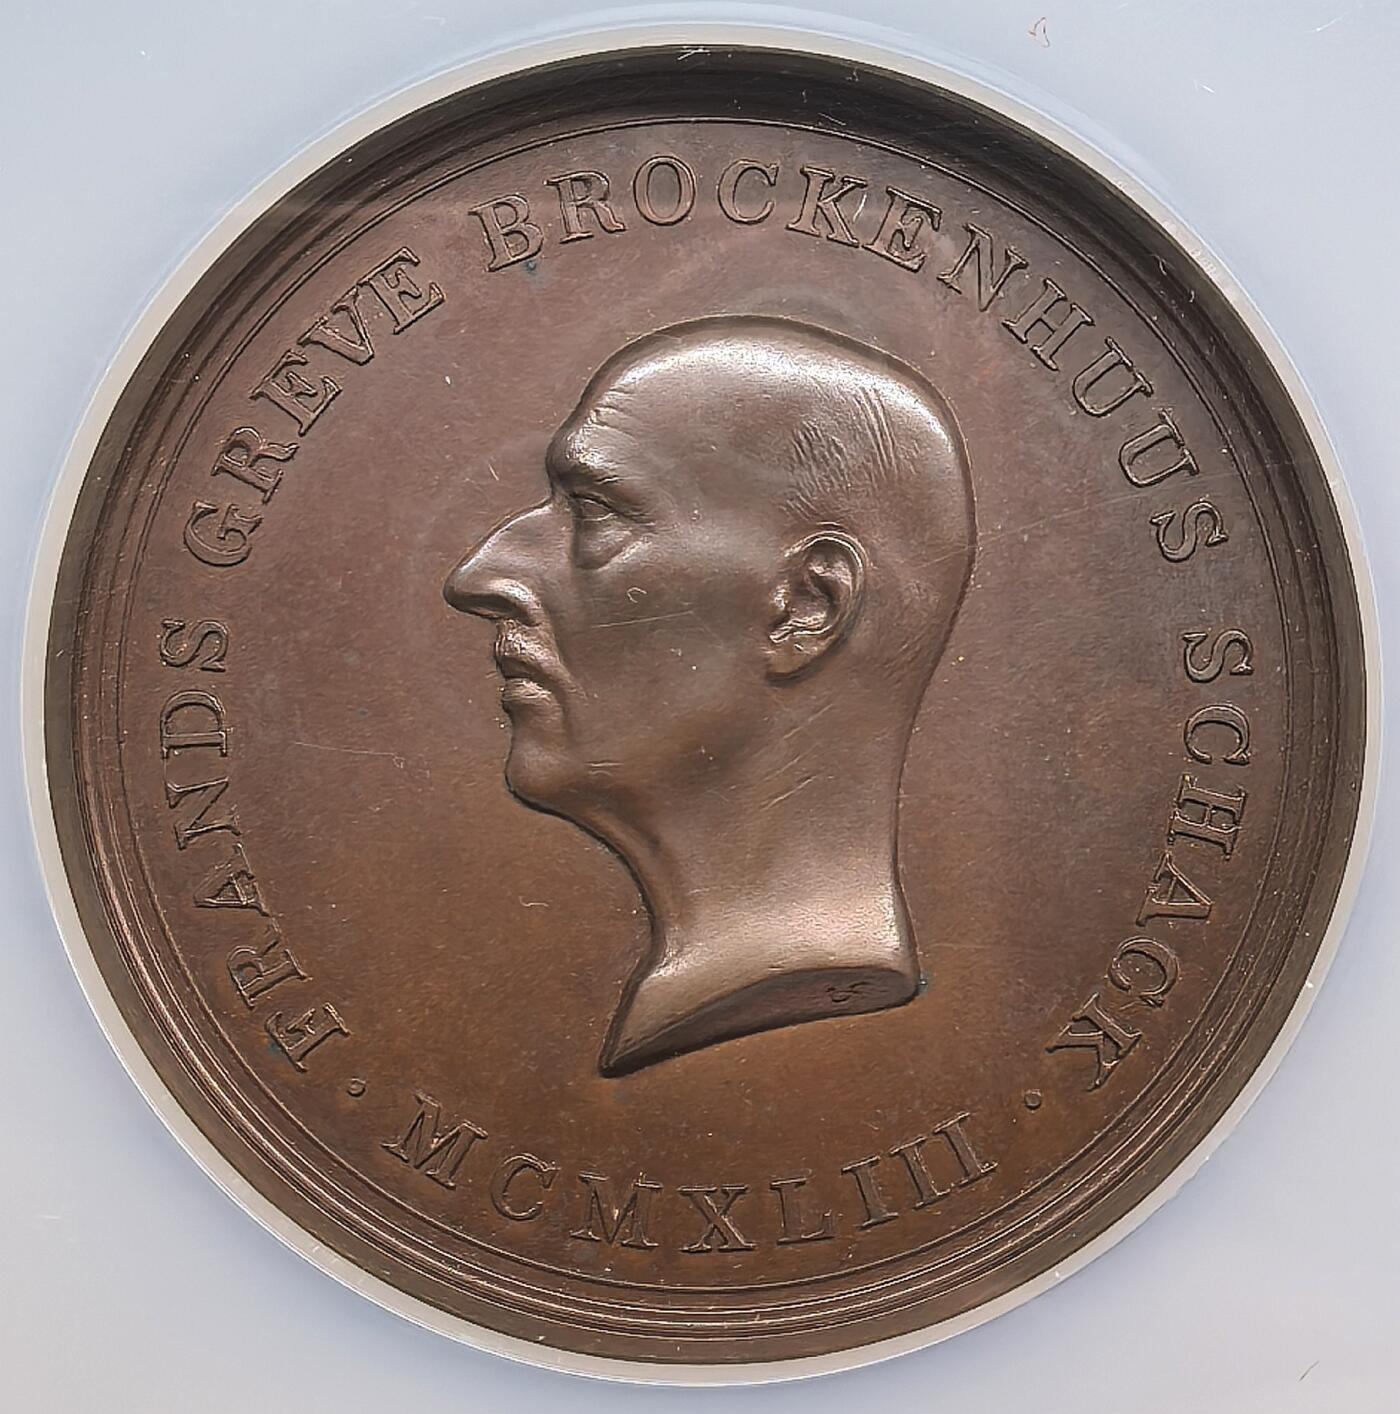 FRANDS GREVE BROCKENHUUS SCHACK
· MCMXLIII ·